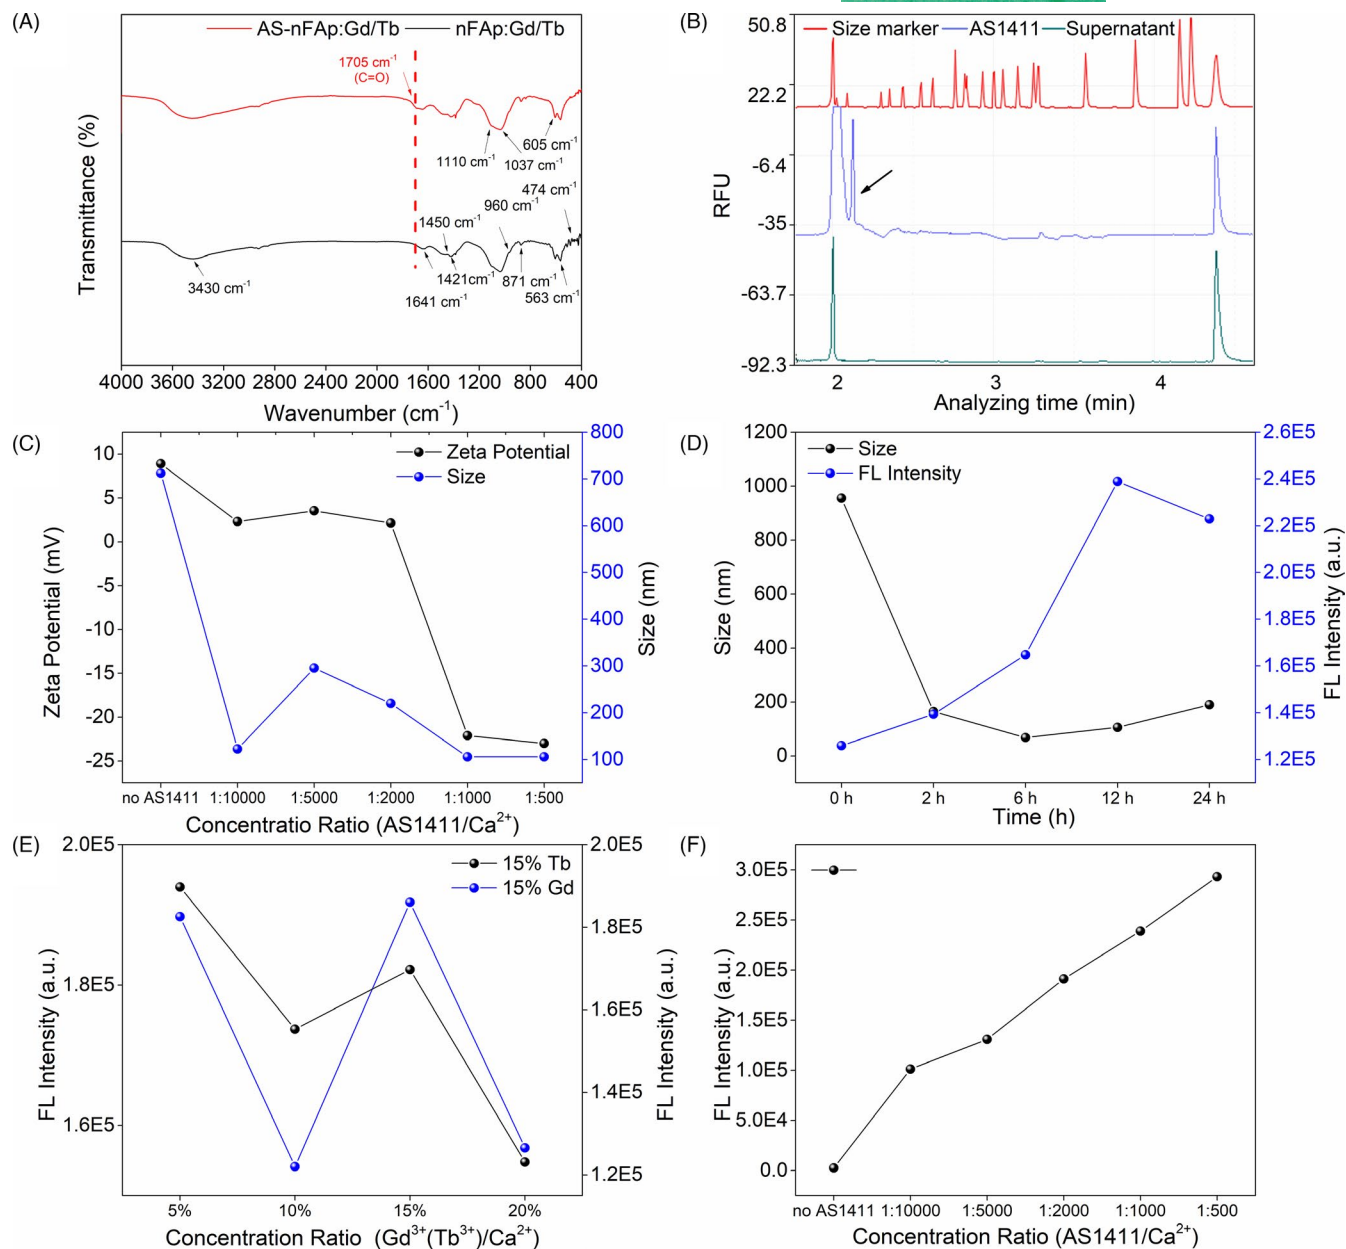 (A)
AS-nFAp:Gd/Tb
nFAp:Gd/Tb
1705 cm⁻¹
(C=O)
1110 cm⁻¹
1037 cm⁻¹
605 cm⁻¹
474 cm⁻¹
960 cm⁻¹
1450 cm⁻¹
3430 cm⁻¹
1421cm⁻¹
1641 cm⁻¹
871 cm⁻¹
563 cm⁻¹
Transmittance (%)
4000 3200 2800 2400 2000 1600 1200 800 400
Wavenumber (cm⁻¹)
(B)
Size marker
AS1411
Supernatant
50.8
22.2
-6.4
-35
-63.7
-92.3
RFU
2 3 4
Analyzing time (min)
(C)
Zeta Potential
Size
10
5
0
-5
-10
-15
-20
-25
Zeta Potential (mV)
800
700
600
500
400
300
200
100
Size (nm)
no AS1411 1:10000 1:5000 1:2000 1:1000 1:500
Concentratio Ratio (AS1411/Ca²⁺)
(D)
Size
FL Intensity
1200
1000
800
600
400
200
0
Size (nm)
2.6E5
2.4E5
2.2E5
2.0E5
1.8E5
1.6E5
1.4E5
1.2E5
FL Intensity (a.u.)
0 h 2 h 6 h 12 h 24 h
Time (h)
(E)
15% Tb
15% Gd
2.0E5
1.8E5
1.6E5
FL Intensity (a.u.)
2.0E5
1.8E5
1.6E5
1.4E5
1.2E5
FL Intensity (a.u.)
5% 10% 15% 20%
Concentration Ratio (Gd³⁺(Tb³⁺)/Ca²⁺)
(F)
3.0E5
2.5E5
2.0E5
1.5E5
1.0E5
5.0E4
0.0
FL Intensity (a.u.)
no AS1411 1:10000 1:5000 1:2000 1:1000 1:500
Concentration Ratio (AS1411/Ca²⁺)